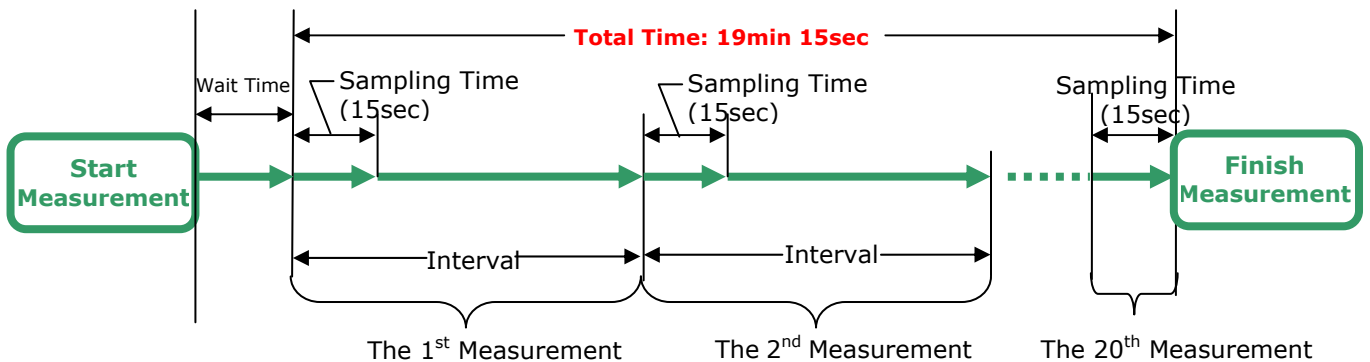 Total Time: 19min 15sec
Wait Time
Sampling Time
(15sec)
Sampling Time
(15sec)
Sampling Time
(15sec)
Start
Measurement
Finish
Measurement
Interval
Interval
The 1st Measurement
The 2nd Measurement
The 20th Measurement